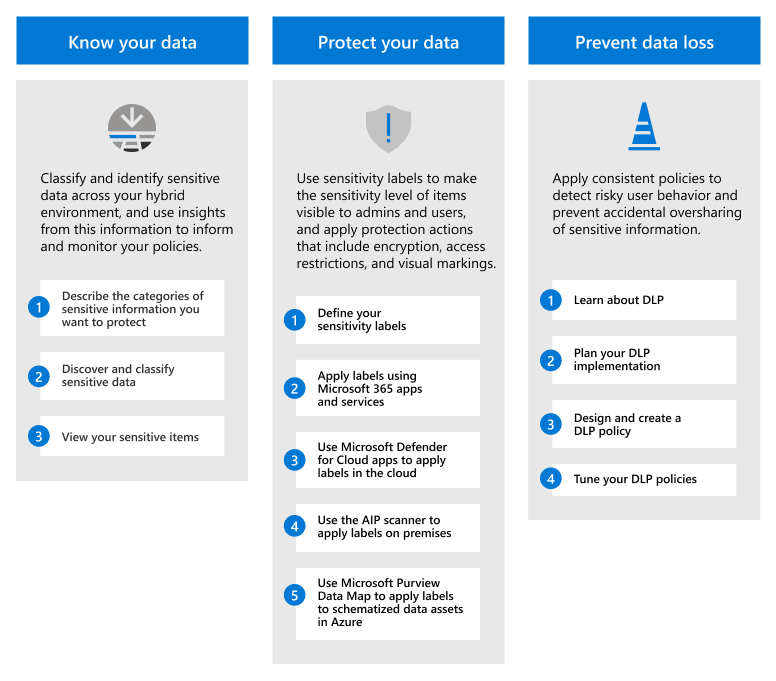 Know your data
Classify and identify sensitive
data across your hybrid
environment, and use insights
from this information to inform
and monitor your policies.
1
Describe the categories of
sensitive information you
want to protect
2
Discover and classify
sensitive data
3
View your sensitive items
Protect your data
Use sensitivity labels to make
the sensitivity level of items
visible to admins and users,
and apply protection actions
that include encryption, access
restrictions, and visual markings.
1
Define your
sensitivity labels
2
Apply labels using
Microsoft 365 apps
and services
3
Use Microsoft Defender
for Cloud apps to apply
labels in the cloud
4
Use the AIP scanner to
apply labels on premises
5
Use Microsoft Purview
Data Map to apply labels
to schematized data assets
in Azure
Prevent data loss
Apply consistent policies to
detect risky user behavior and
prevent accidental oversharing
of sensitive information.
1
Learn about DLP
2
Plan your DLP
implementation
3
Design and create a
DLP policy
4
Tune your DLP policies